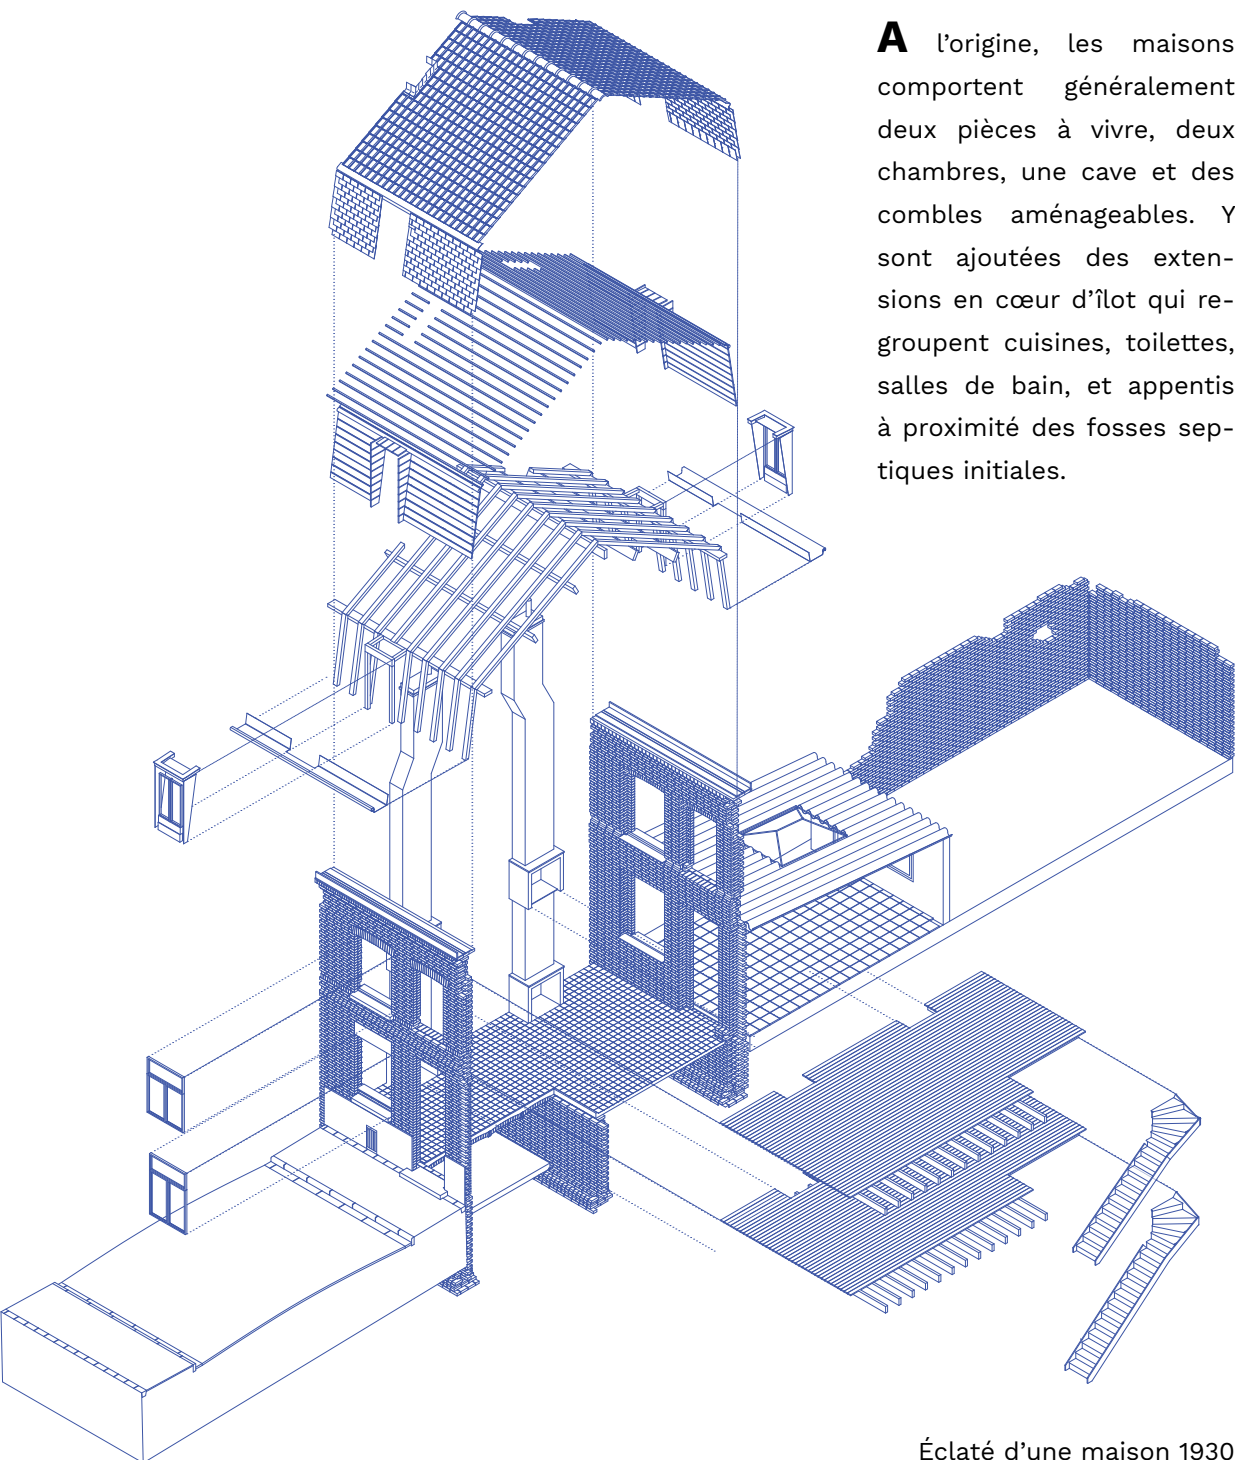 A l’origine, les maisons
comportent généralement
deux pièces à vivre, deux
chambres, une cave et des
combles aménageables. Y
sont ajoutées des exten-
sions en cœur d’îlot qui re-
groupent cuisines, toilettes,
salles de bain, et appentis
à proximité des fosses sep-
tiques initiales.
Éclaté d’une maison 1930